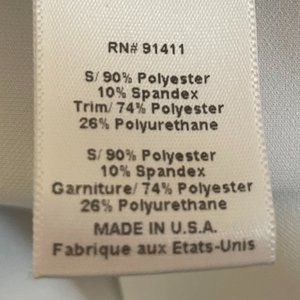 RN# 91411
S/ 90% Polyester
10% Spandex
Trim/ 74% Polyester
26% Polyurethane
S/ 90% Polyester
10% Spandex
Garniture/ 74% Polyester
26% Polyurethane
MADE IN U.S.A.
Fabrique aux Etats-Unis